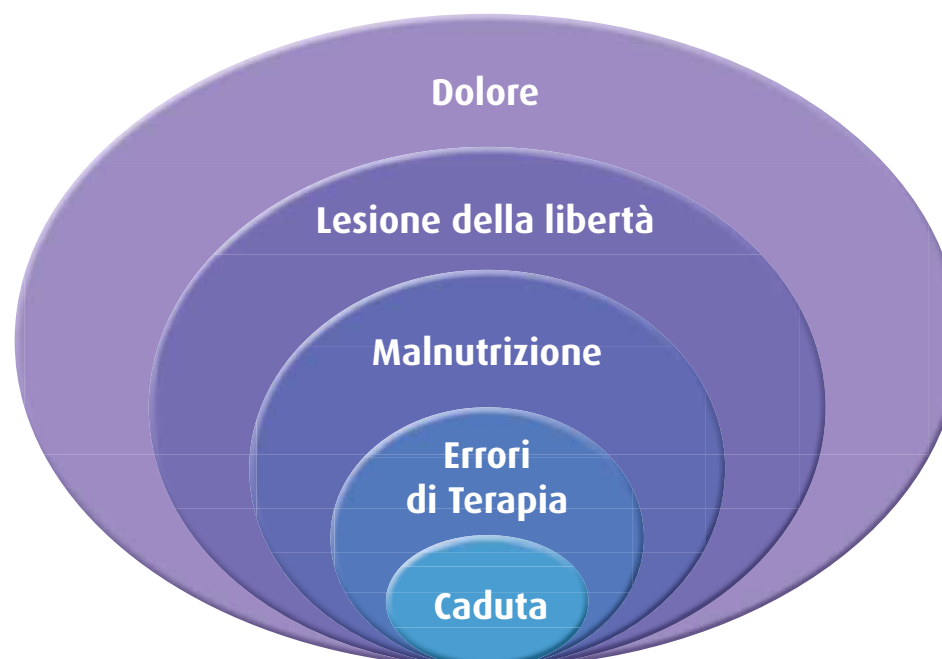 Dolore
Lesione della libertà
Malnutrizione
Errori
di Terapia
Caduta